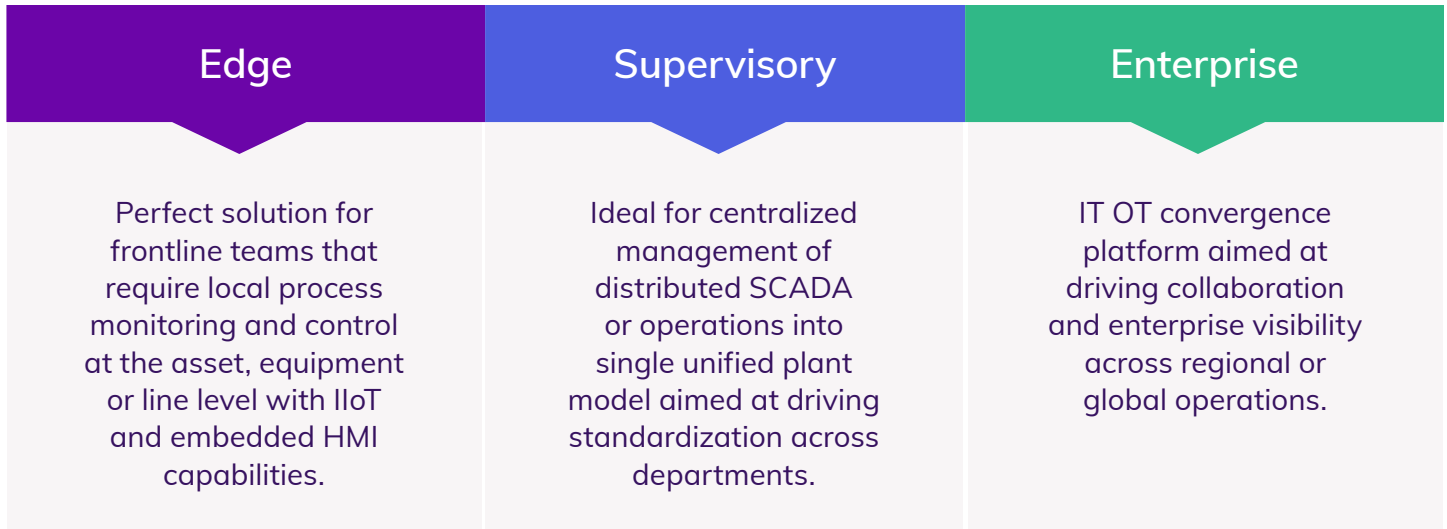 Edge
Perfect solution for
frontline teams that
require local process
monitoring and control
at the asset, equipment
or line level with IIoT
and embedded HMI
capabilities.
Supervisory
Ideal for centralized
management of
distributed SCADA
or operations into
single unified plant
model aimed at driving
standardization across
departments.
Enterprise
IT OT convergence
platform aimed at
driving collaboration
and enterprise visibility
across regional or
global operations.